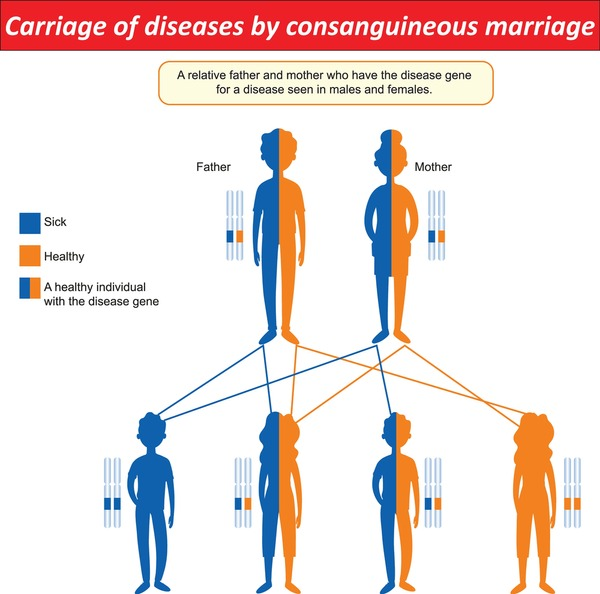 Carriage of diseases by consanguineous marriage
A relative father and mother who have the disease gene
for a disease seen in males and females.
Father
Mother
Sick
Healthy
A healthy individual
with the disease gene